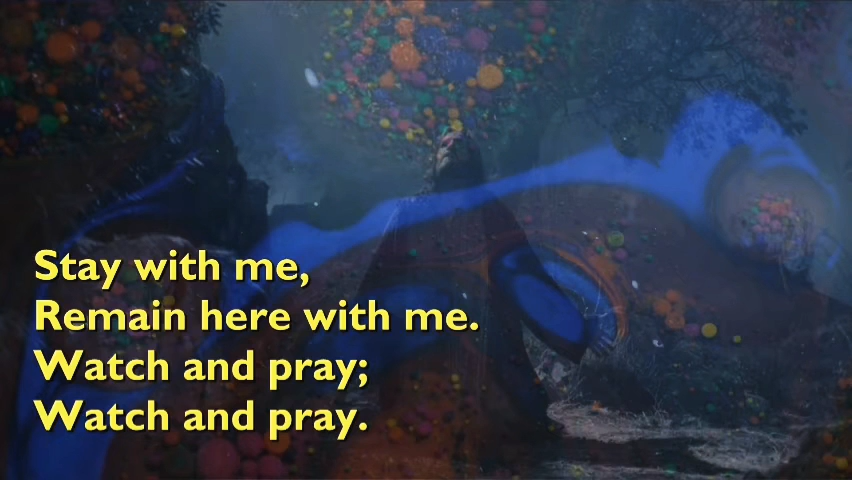 Stay with me,
Remain here with me.
Watch and pray;
Watch and pray.